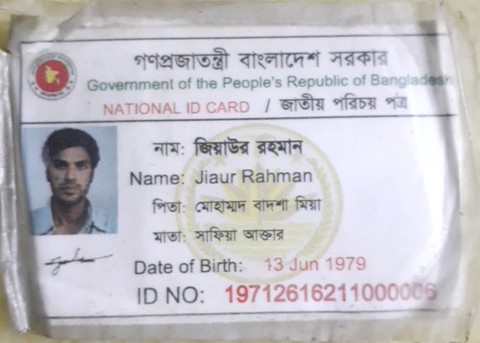 গণপ্রজাতন্ত্রী বাংলাদেশ সরকার
Government of the People's Republic of Bangladesh
NATIONAL ID CARD / জাতীয় পরিচয় পত্র
নাম: জিয়াউর রহমান
Name: Jiaur Rahman
পিতা: মোহাম্মদ বাদশা মিয়া
মাতা: সাফিয়া আক্তার
Date of Birth: 13 Jun 1979
ID NO: 19712616211000006